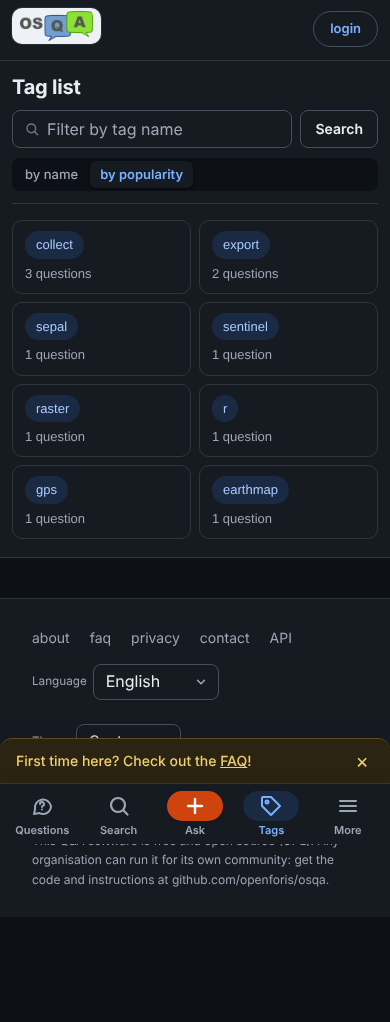 OS Q A
login
Tag list
Filter by tag name
Search
by name
by popularity
collect
3 questions
export
2 questions
sepal
1 question
sentinel
1 question
raster
1 question
r
1 question
gps
1 question
earthmap
1 question
about faq privacy contact API
Language English
First time here? Check out the FAQ!
Questions
Search
Ask
Tags
More
organisation can run it for its own community: get the
code and instructions at github.com/openforis/osqa.